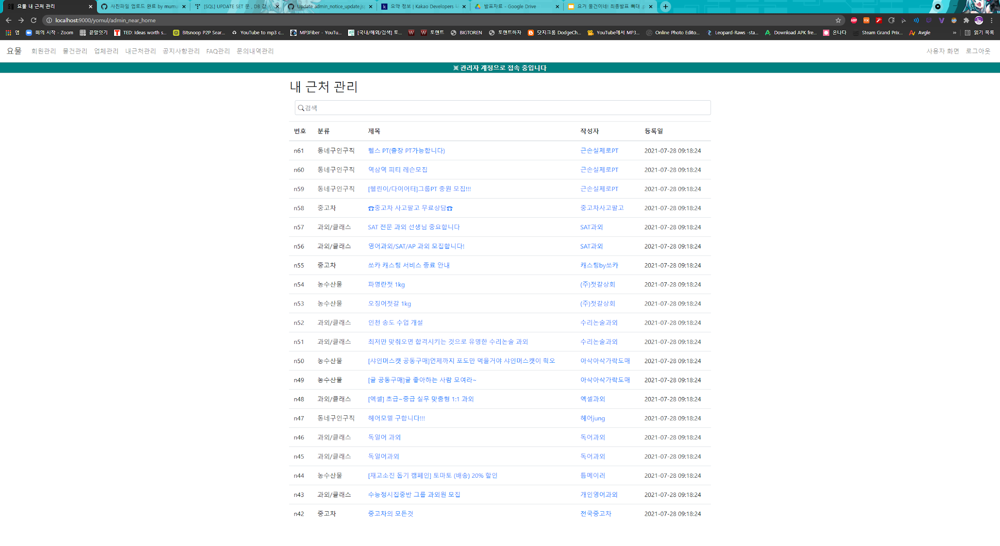 요물 내 근처 관리
사진파일 업로드 완료 by mumu
[SQL] UPDATE SET 문 , DB 값
Update admin_notice_update.jsp
요약 정보 | Kakao Developers
발표자료 - Google Drive
요거 물건이네! 최종발표 뼈대 .p
localhost:9000/yomul/admin_near_home
앱 회의 시작 - Zoom 끝말잇기 TED: Ideas worth s... Bitsnoop P2P Sear... YouTube to mp3 c... MP3Fiber - YouTu... [국내/해외/검색] 토... 토렌트 BIGTOREN 토렌트하자 닷지크롬 DodgeCh... YouTube에서 MP3... Online Photo Edito... Leopard-Raws -sta... Download APK fre... 온나다 Steam Grand Prix... Avgle » 읽기 목록
요물 회원관리 물건관리 업체관리 내근처관리 공지사항관리 FAQ관리 문의내역관리 사용자 화면 로그아웃
※ 관리자 계정으로 접속 중입니다
내 근처 관리
검색
번호 분류 제목 작성자 등록일
n61 동네구인구직 헬스 PT(출장 PT가능합니다) 근손실제로PT 2021-07-28 09:18:24
n60 동네구인구직 역삼역 피티 레슨모집 근손실제로PT 2021-07-28 09:18:24
n59 동네구인구직 [헬린이/다이어터]그룹PT 충원 모집!!! 근손실제로PT 2021-07-28 09:18:24
n58 중고차 ☎중고차 사고팔고 무료상담☎ 중고차사고팔고 2021-07-28 09:18:24
n57 과외/클래스 SAT 전문 과외 선생님 중요합니다 SAT과외 2021-07-28 09:18:24
n56 과외/클래스 영어과외/SAT/AP 과외 모집합니다! SAT과외 2021-07-28 09:18:24
n55 중고차 쏘카 캐스팅 서비스 종료 안내 캐스팅by쏘카 2021-07-28 09:18:24
n54 농수산물 파명란젓 1kg (주)젓갈상회 2021-07-28 09:18:24
n53 농수산물 오징어젓갈 1kg (주)젓갈상회 2021-07-28 09:18:24
n52 과외/클래스 인천 송도 수업 개설 수리논술과외 2021-07-28 09:18:24
n51 과외/클래스 최저만 맞춰오면 합격시키는 것으로 유명한 수리논술 과외 수리논술과외 2021-07-28 09:18:24
n50 농수산물 [샤인머스캣 공동구매]언제까지 포도만 먹을거야 샤인머스캣이 쵝오 아삭아삭가락도매 2021-07-28 09:18:24
n49 농수산물 [귤 공동구매]귤 좋아하는 사람 모여라~ 아삭아삭가락도매 2021-07-28 09:18:24
n48 과외/클래스 [엑셀] 초급~중급 실무 맞춤형 1:1 과외 엑셀과외 2021-07-28 09:18:24
n47 동네구인구직 헤어모델 구합니다!!! 헤어jung 2021-07-28 09:18:24
n46 과외/클래스 독일어 과외 독어과외 2021-07-28 09:18:24
n45 과외/클래스 독일어과외 독어과외 2021-07-28 09:18:24
n44 농수산물 [재고소진 돕기 캠페인] 토마토 (배송) 20% 할인 틈메이러 2021-07-28 09:18:24
n43 과외/클래스 수능정시집중반 그룹 과외원 모집 개인영어과외 2021-07-28 09:18:24
n42 중고차 중고차의 모든것 전국중고차 2021-07-28 09:18:24